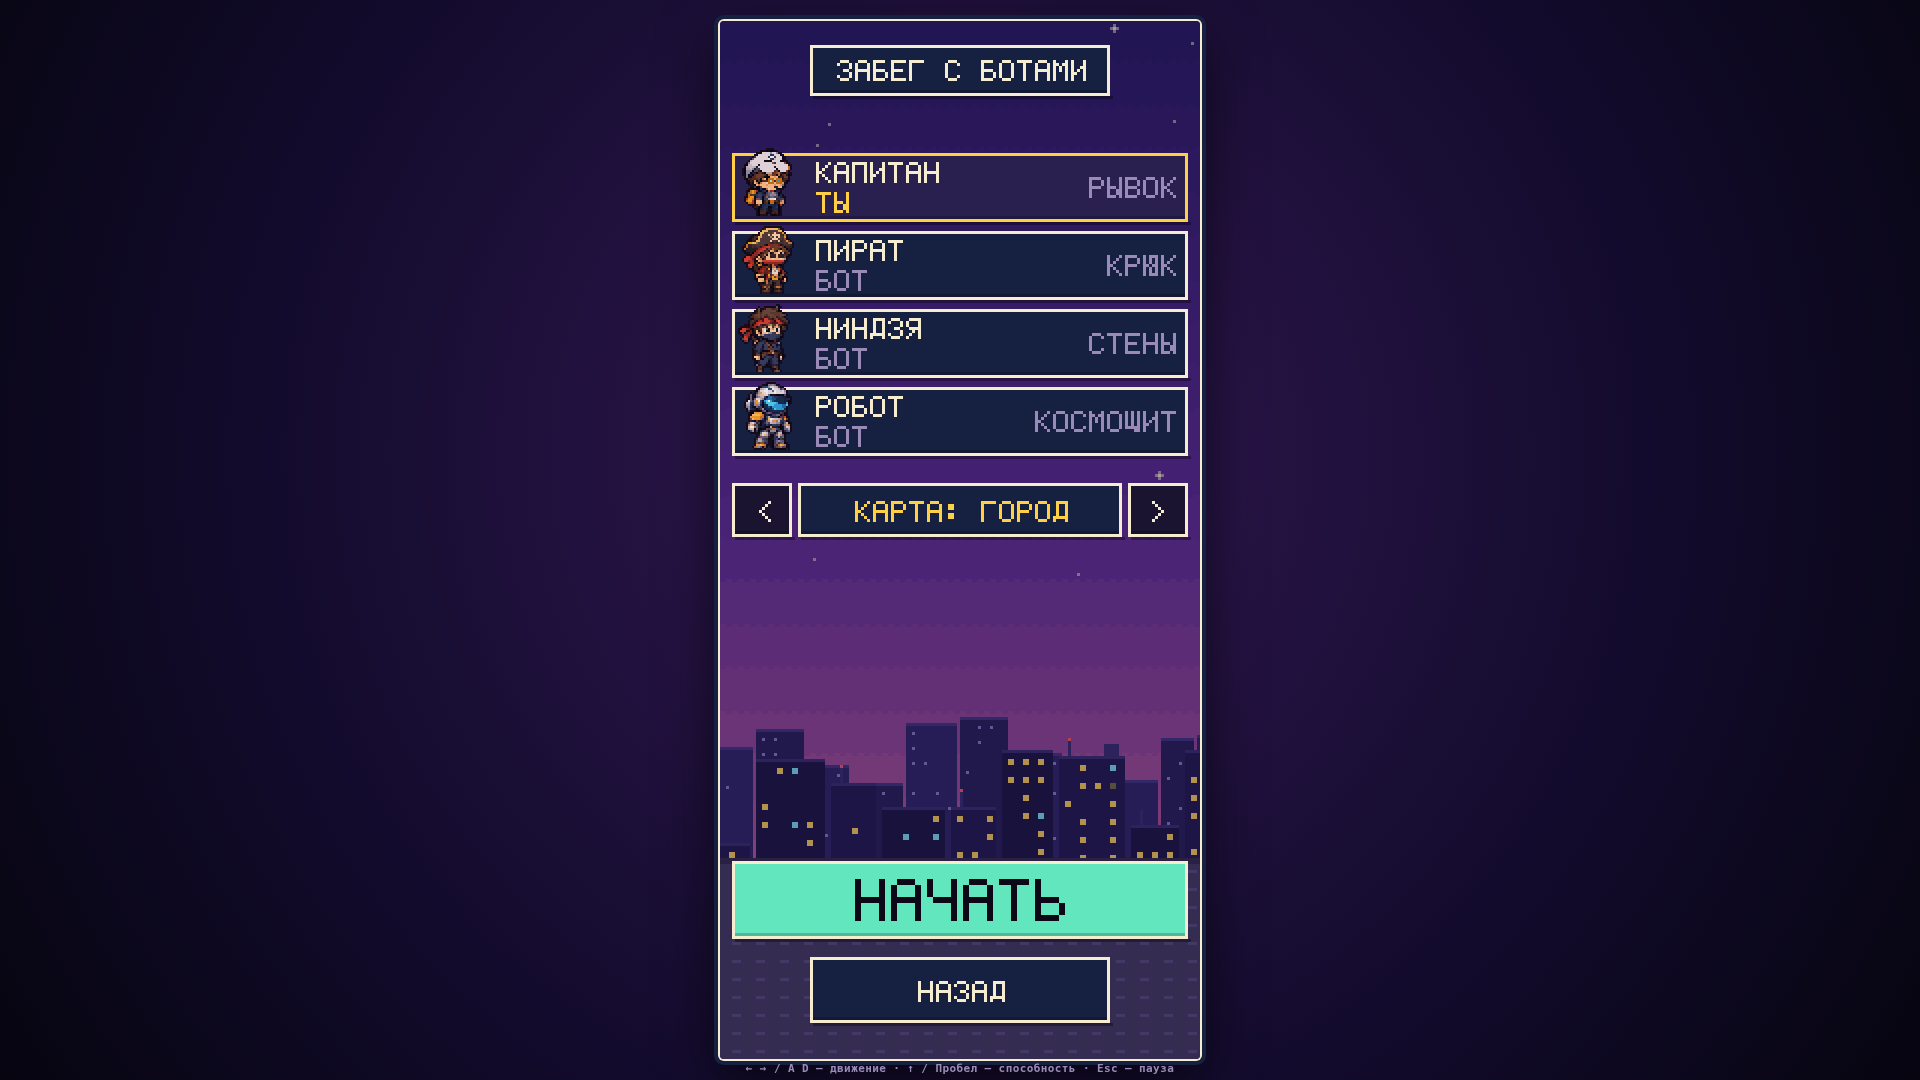 ЗАБЕГ С БОТАМИ
КАПИТАН
ТЫ
РЫВОК
ПИРАТ
БОТ
КРЮК
НИНДЗЯ
БОТ
СТЕНЫ
РОБОТ
БОТ
КОСМОЩИТ
< КАРТА: ГОРОД >
НАЧАТЬ
НАЗАД
← → / A D — движение · ↑ / Пробел — способность · Esc — пауза